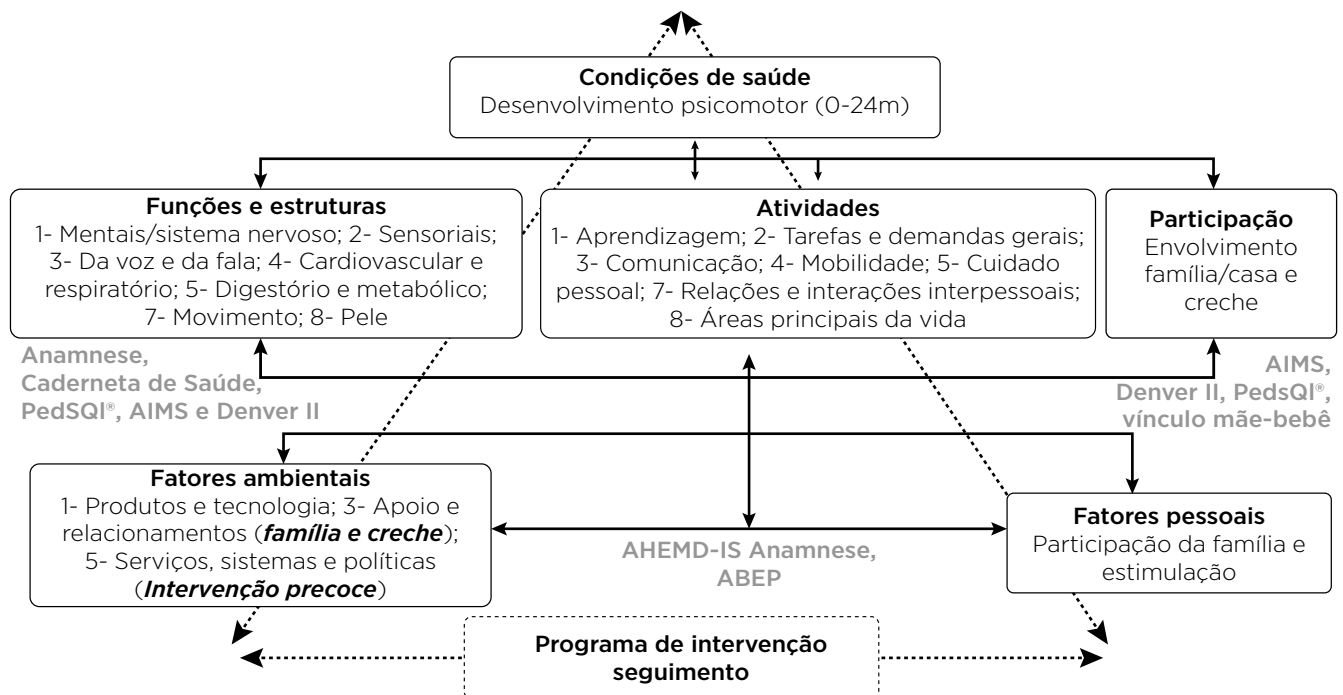 Condições de saúde
Desenvolvimento psicomotor (0-24m)
Funções e estruturas
1- Mentais/sistema nervoso; 2- Sensoriais;
3- Da voz e da fala; 4- Cardiovascular e
respiratório; 5- Digestório e metabólico;
7- Movimento; 8- Pele
Atividades
1- Aprendizagem; 2- Tarefas e demandas gerais;
3- Comunicação; 4- Mobilidade; 5- Cuidado
pessoal; 7- Relações e interações interpessoais;
8- Áreas principais da vida
Participação
Envolvimento
família/casa e
creche
Anamnese,
Caderneta de Saúde,
PedSQl®, AIMS e Denver II
AIMS,
Denver II, PedsQl®,
vínculo mãe-bebê
Fatores ambientais
1- Produtos e tecnologia; 3- Apoio e
relacionamentos (família e creche);
5- Serviços, sistemas e políticas
(Intervenção precoce)
AHEMD-IS Anamnese,
ABEP
Fatores pessoais
Participação da família e
estimulação
Programa de intervenção
seguimento